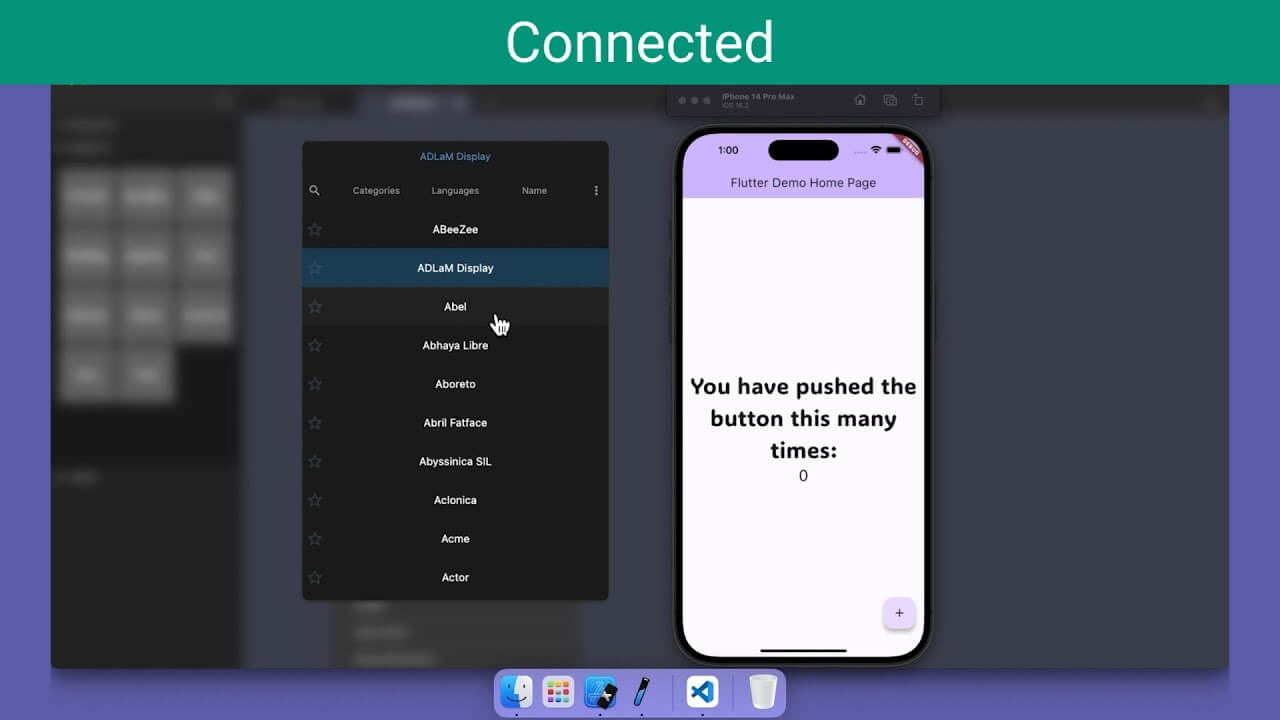 Connected
iPhone 14 Pro Max
iOS 16.2
ADLaM Display
Categories Languages Name
ABeeZee
ADLaM Display
Abel
Abhaya Libre
Aboreto
Abril Fatface
Abyssinica SIL
Aclonica
Acme
Actor
1:00
DEBUG
Flutter Demo Home Page
You have pushed the
button this many
times:
0
+